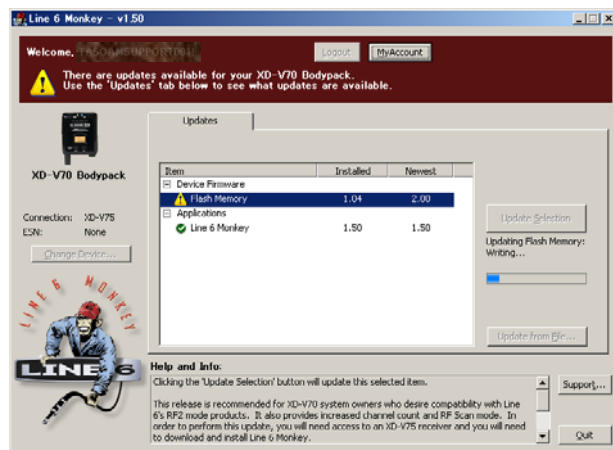 Line 6 Monkey - v1.50
Welcome,
Logout
MyAccount
There are updates available for your XD-V70 Bodypack.
Use the 'Updates' tab below to see what updates are available.
Updates
XD-V70 Bodypack
Item Installed Newest
Device Firmware
Flash Memory 1.04 2.00
Applications
Line 6 Monkey 1.50 1.50
Connection: XD-V75
ESN: None
Change Device...
Update Selection
Updating Flash Memory:
Writing...
Update from File...
LINE 6 MONKEY
LINE 6
Help and Info:
Clicking the 'Update Selection' button will update this selected item.
This release is recommended for XD-V70 system owners who desire compatibility with Line
6's RF2 mode products. It also provides increased channel count and RF Scan mode. In
order to perform this update, you will need access to an XD-V75 receiver and you will need
to download and install Line 6 Monkey.
Support...
Quit